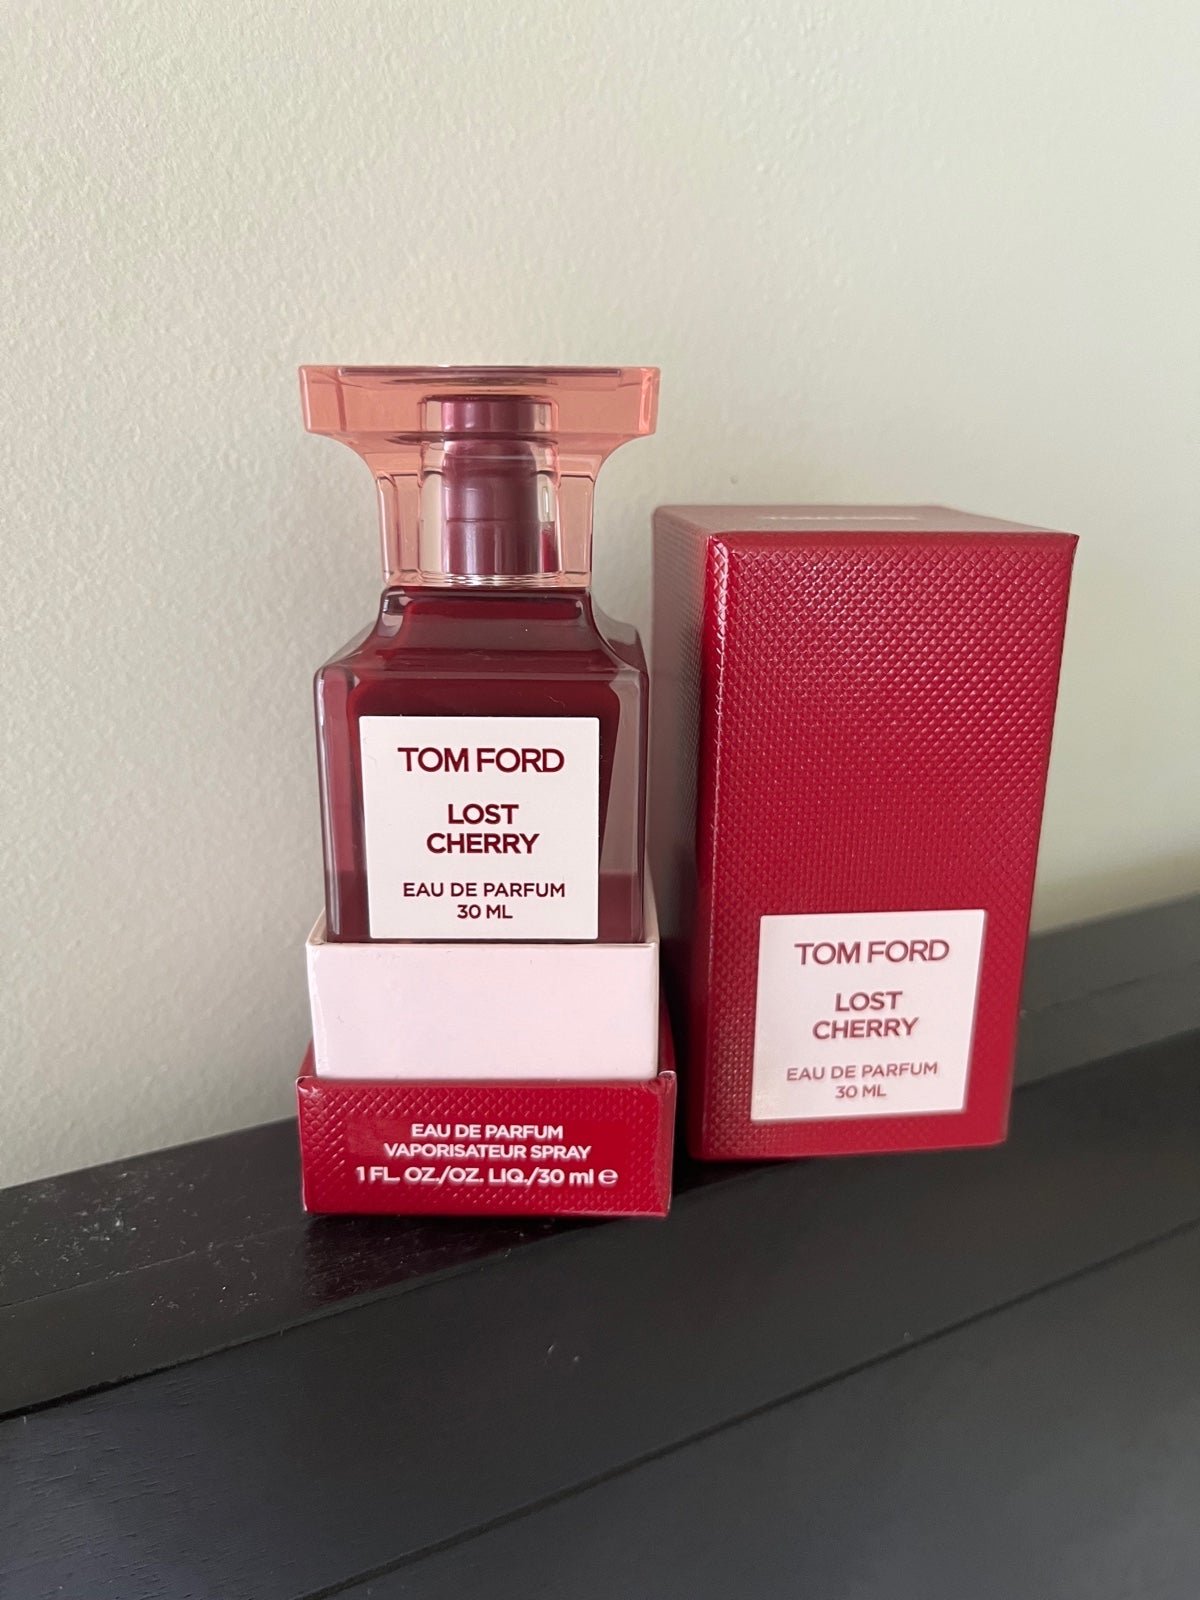 TOM FORD
LOST
CHERRY
EAU DE PARFUM
30 ML
EAU DE PARFUM
VAPORISATEUR SPRAY
1 FL. OZ./OZ. LIQ./30 ml ℮
TOM FORD
LOST
CHERRY
EAU DE PARFUM
30 ML